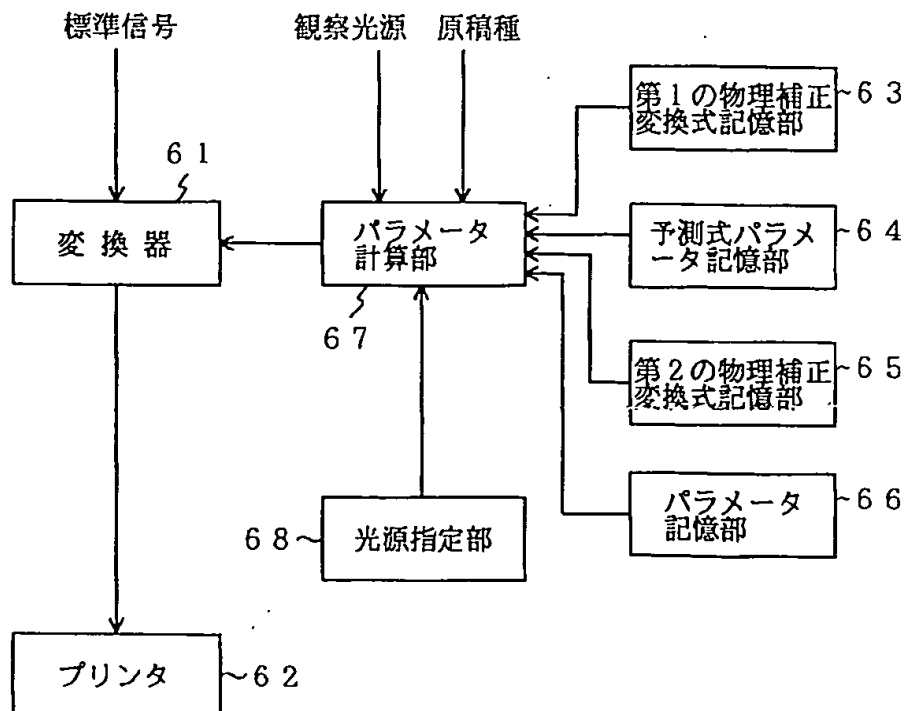 標準信号
観察光源 原稿種
第1の物理補正
変換式記憶部
63
61
変換器
パラメータ
計算部
予測式パラメ
ータ記憶部
64
67
第2の物理補正
変換式記憶部
65
68
光源指定部
パラメータ
記憶部
66
プリンタ
62